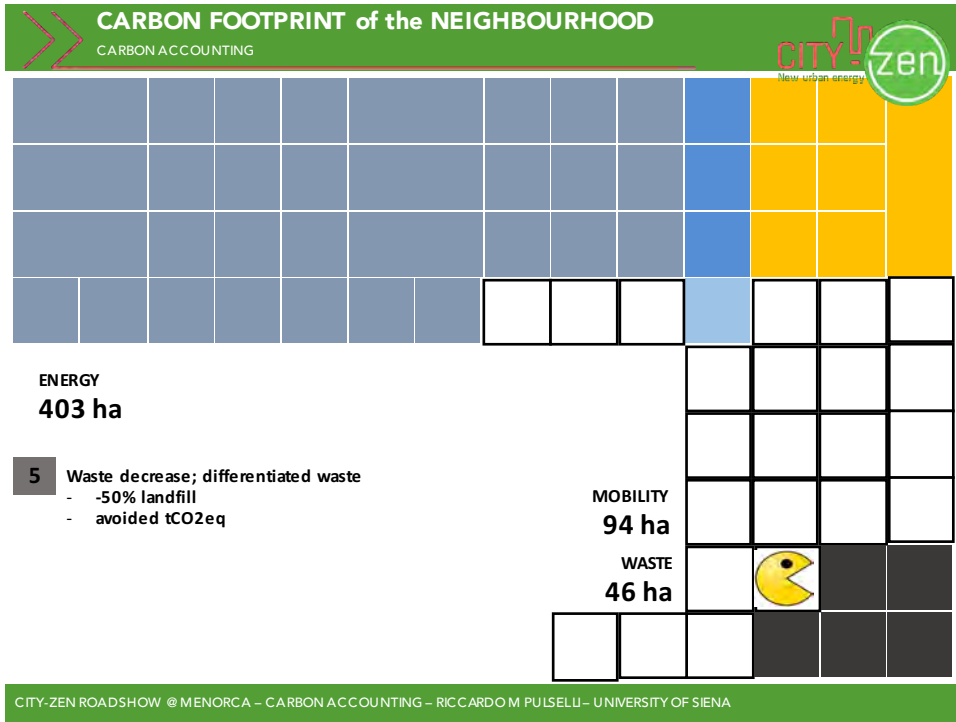 CARBON FOOTPRINT of the NEIGHBOURHOOD
CARBON ACCOUNTING
CITY-zen
New urban energy
ENERGY
403 ha
5 Waste decrease; differentiated waste
- -50% landfill
- avoided tCO2eq
MOBILITY
94 ha
WASTE
46 ha
CITY-ZEN ROADSHOW @ MENORCA – CARBON ACCOUNTING – RICCARDO M PULSELLI – UNIVERSITY OF SIENA